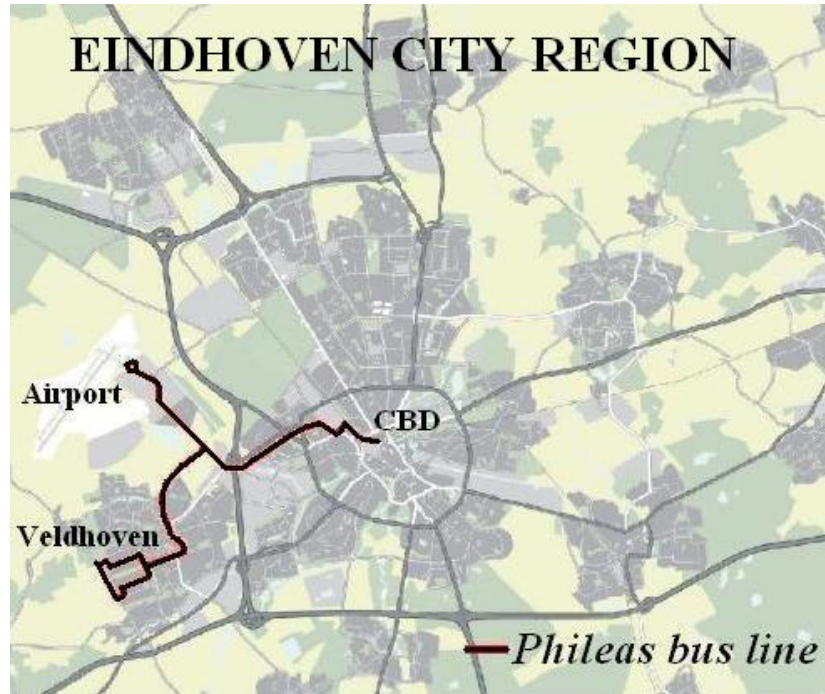 EINDHOVEN CITY REGION
Airport
CBD
Veldhoven
Phileas bus line